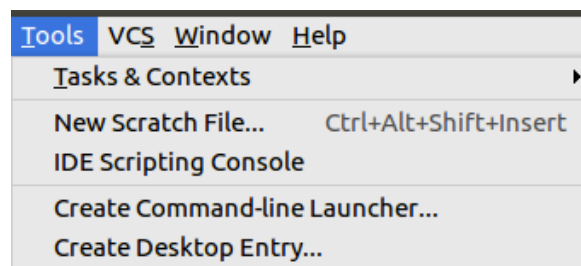 Tools VCS Window Help
Tasks & Contexts
New Scratch File... Ctrl+Alt+Shift+Insert
IDE Scripting Console
Create Command-line Launcher...
Create Desktop Entry...